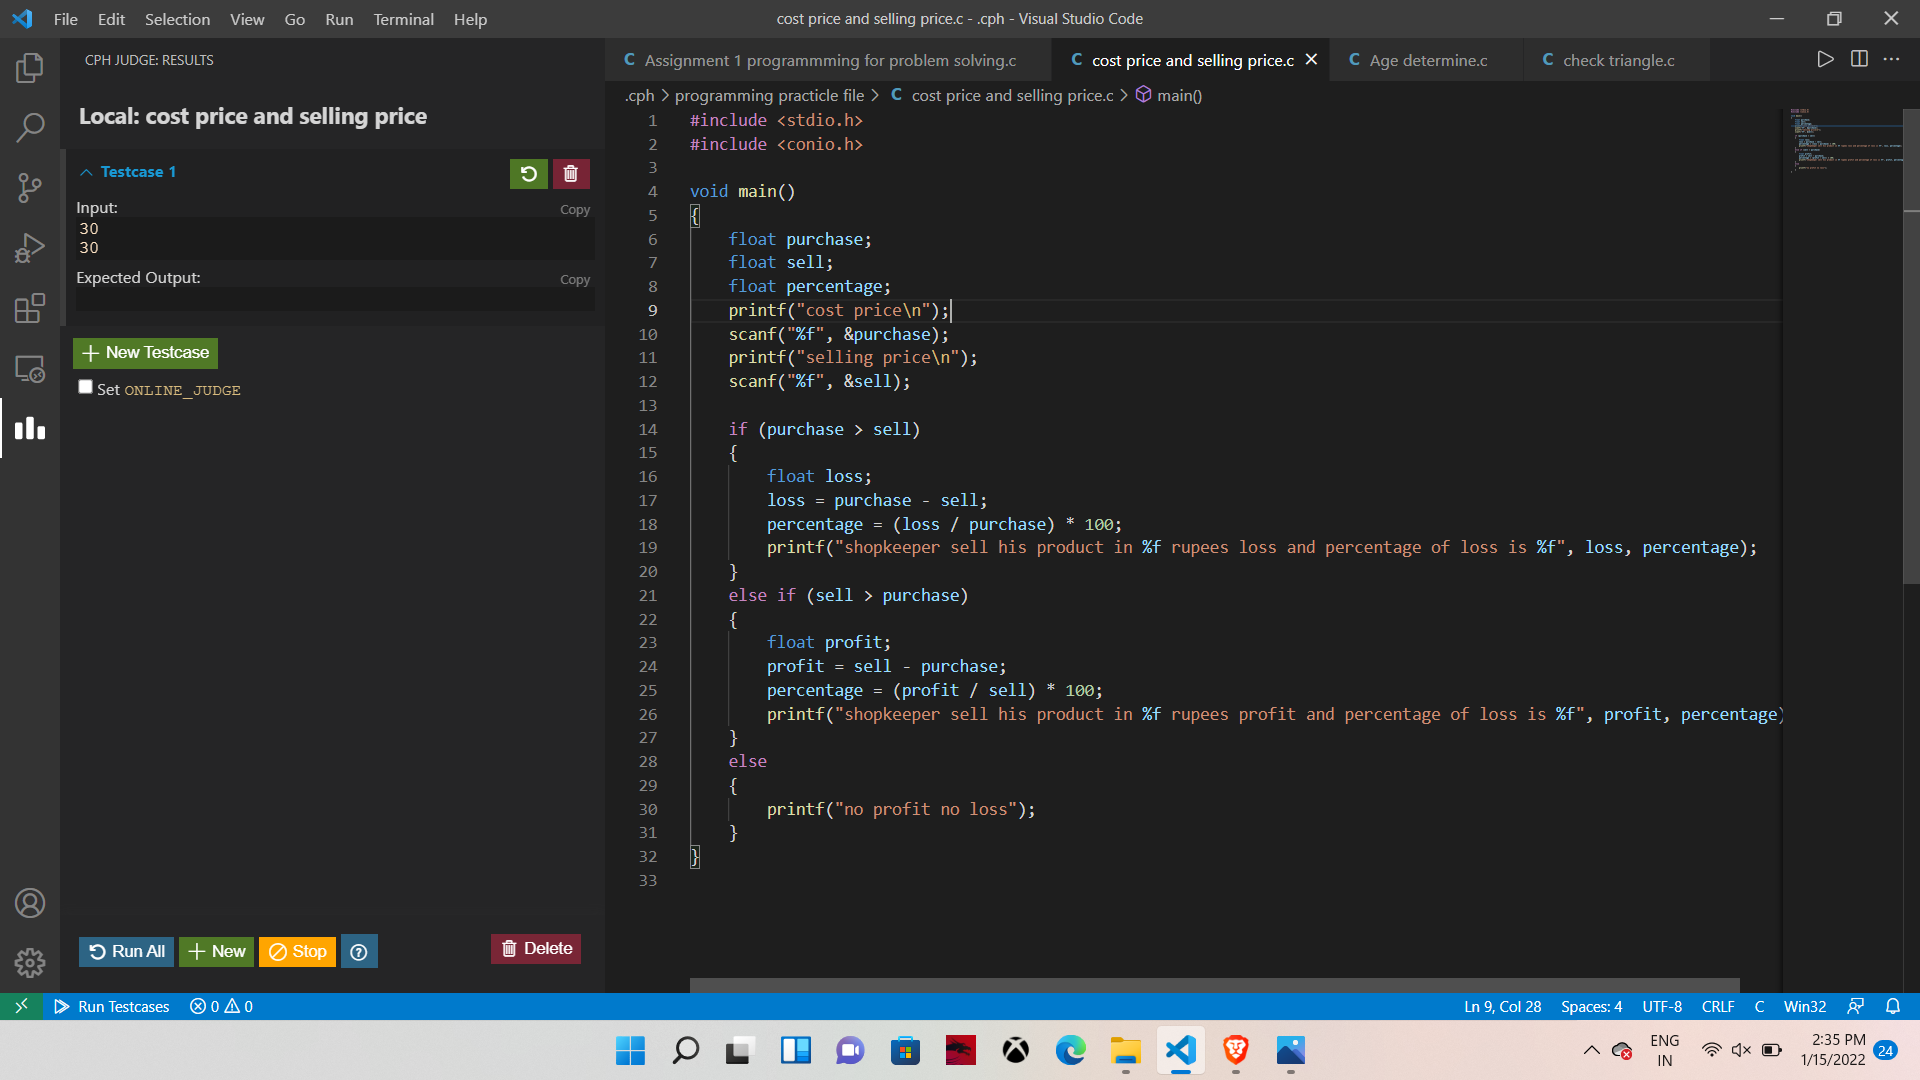 File Edit Selection View Go Run Terminal Help
cost price and selling price.c - .cph - Visual Studio Code
CPH JUDGE: RESULTS
Local: cost price and selling price
Testcase 1
Input:
Copy
30
30
Expected Output:
Copy
New Testcase
Set ONLINE_JUDGE
Run All
New
Stop
Delete
Assignment 1 programmming for problem solving.c
cost price and selling price.c
Age determine.c
check triangle.c
.cph > programming practicle file > C cost price and selling price.c > main()
1 #include <stdio.h>
2 #include <conio.h>
3
4 void main()
5 {
6 float purchase;
7 float sell;
8 float percentage;
9 printf("cost price\n");
10 scanf("%f", &purchase);
11 printf("selling price\n");
12 scanf("%f", &sell);
13
14 if (purchase > sell)
15 {
16 float loss;
17 loss = purchase - sell;
18 percentage = (loss / purchase) * 100;
19 printf("shopkeeper sell his product in %f rupees loss and percentage of loss is %f", loss, percentage);
20 }
21 else if (sell > purchase)
22 {
23 float profit;
24 profit = sell - purchase;
25 percentage = (profit / sell) * 100;
26 printf("shopkeeper sell his product in %f rupees profit and percentage of loss is %f", profit, percentage)
27 }
28 else
29 {
30 printf("no profit no loss");
31 }
32 }
33
Run Testcases
0 0
Ln 9, Col 28
Spaces: 4
UTF-8
CRLF
C
Win32
ENG
IN
2:35 PM
1/15/2022
24